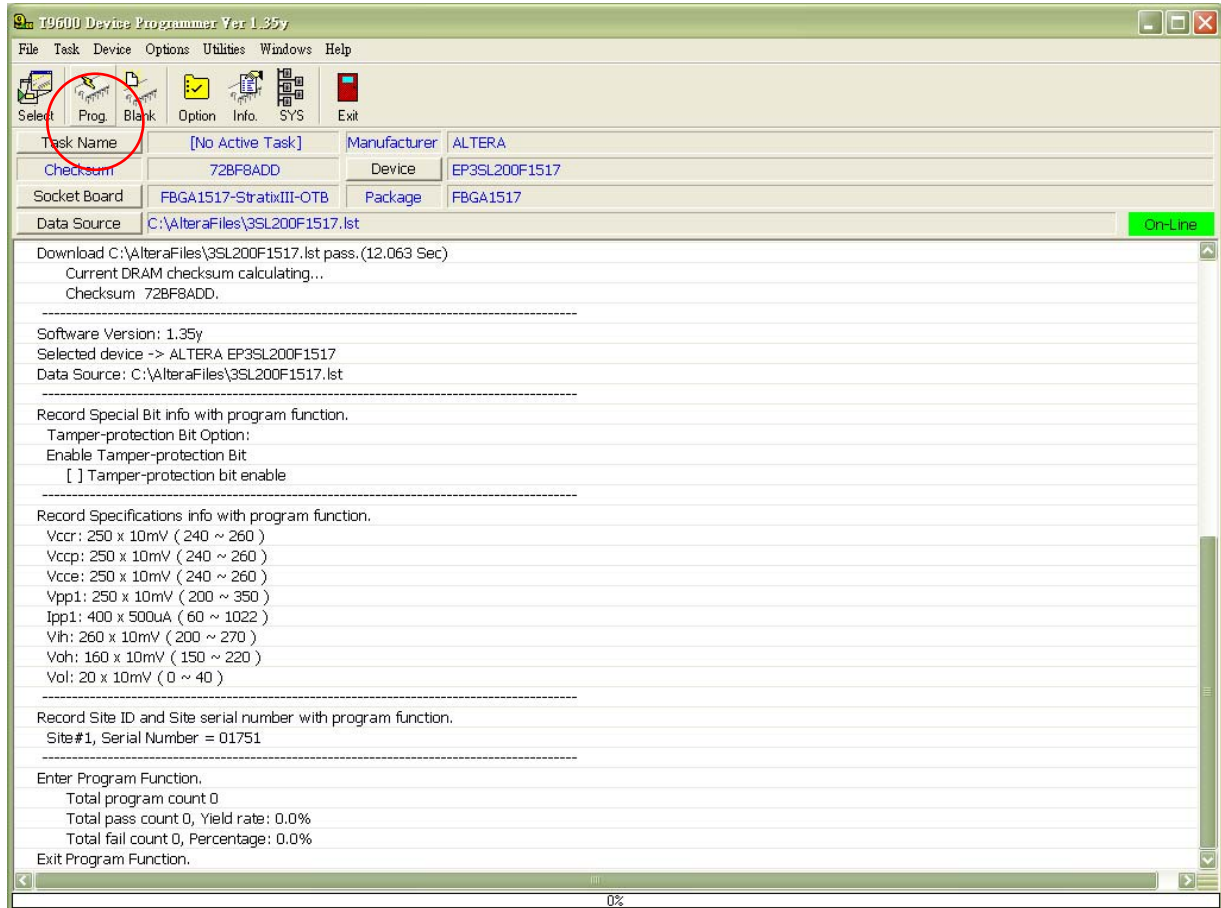 T9600 Device Programmer Ver 1.35y
File Task Device Options Utilities Windows Help
Select Prog. Blank Option Info. SYS Exit
Task Name [No Active Task] Manufacturer ALTERA
Checksum 72BF8ADD Device EP3SL200F1517
Socket Board FBGA1517-StratixIII-OTB Package FBGA1517
Data Source C:\AlteraFiles\3SL200F1517.lst On-Line
Download C:\AlteraFiles\3SL200F1517.lst pass.(12.063 Sec)
Current DRAM checksum calculating...
Checksum 72BF8ADD.
------------------------------------------------------------------------------------------
Software Version: 1.35y
Selected device -> ALTERA EP3SL200F1517
Data Source: C:\AlteraFiles\3SL200F1517.lst
------------------------------------------------------------------------------------------
Record Special Bit info with program function.
Tamper-protection Bit Option:
Enable Tamper-protection Bit
[ ] Tamper-protection bit enable
------------------------------------------------------------------------------------------
Record Specifications info with program function.
Vccr: 250 x 10mV ( 240 ~ 260 )
Vccp: 250 x 10mV ( 240 ~ 260 )
Vcce: 250 x 10mV ( 240 ~ 260 )
Vpp1: 250 x 10mV ( 200 ~ 350 )
Ipp1: 400 x 500uA ( 60 ~ 1022 )
Vih: 260 x 10mV ( 200 ~ 270 )
Voh: 160 x 10mV ( 150 ~ 220 )
Vol: 20 x 10mV ( 0 ~ 40 )
------------------------------------------------------------------------------------------
Record Site ID and Site serial number with program function.
Site#1, Serial Number = 01751
------------------------------------------------------------------------------------------
Enter Program Function.
Total program count 0
Total pass count 0, Yield rate: 0.0%
Total fail count 0, Percentage: 0.0%
Exit Program Function.
0%